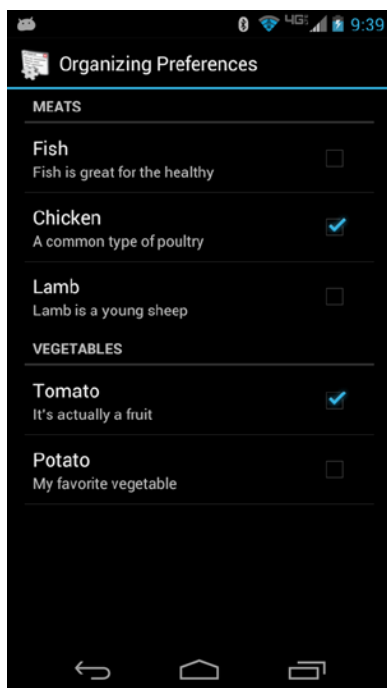 4G 9:39
Organizing Preferences
MEATS
Fish
Fish is great for the healthy
Chicken
A common type of poultry
Lamb
Lamb is a young sheep
VEGETABLES
Tomato
It's actually a fruit
Potato
My favorite vegetable